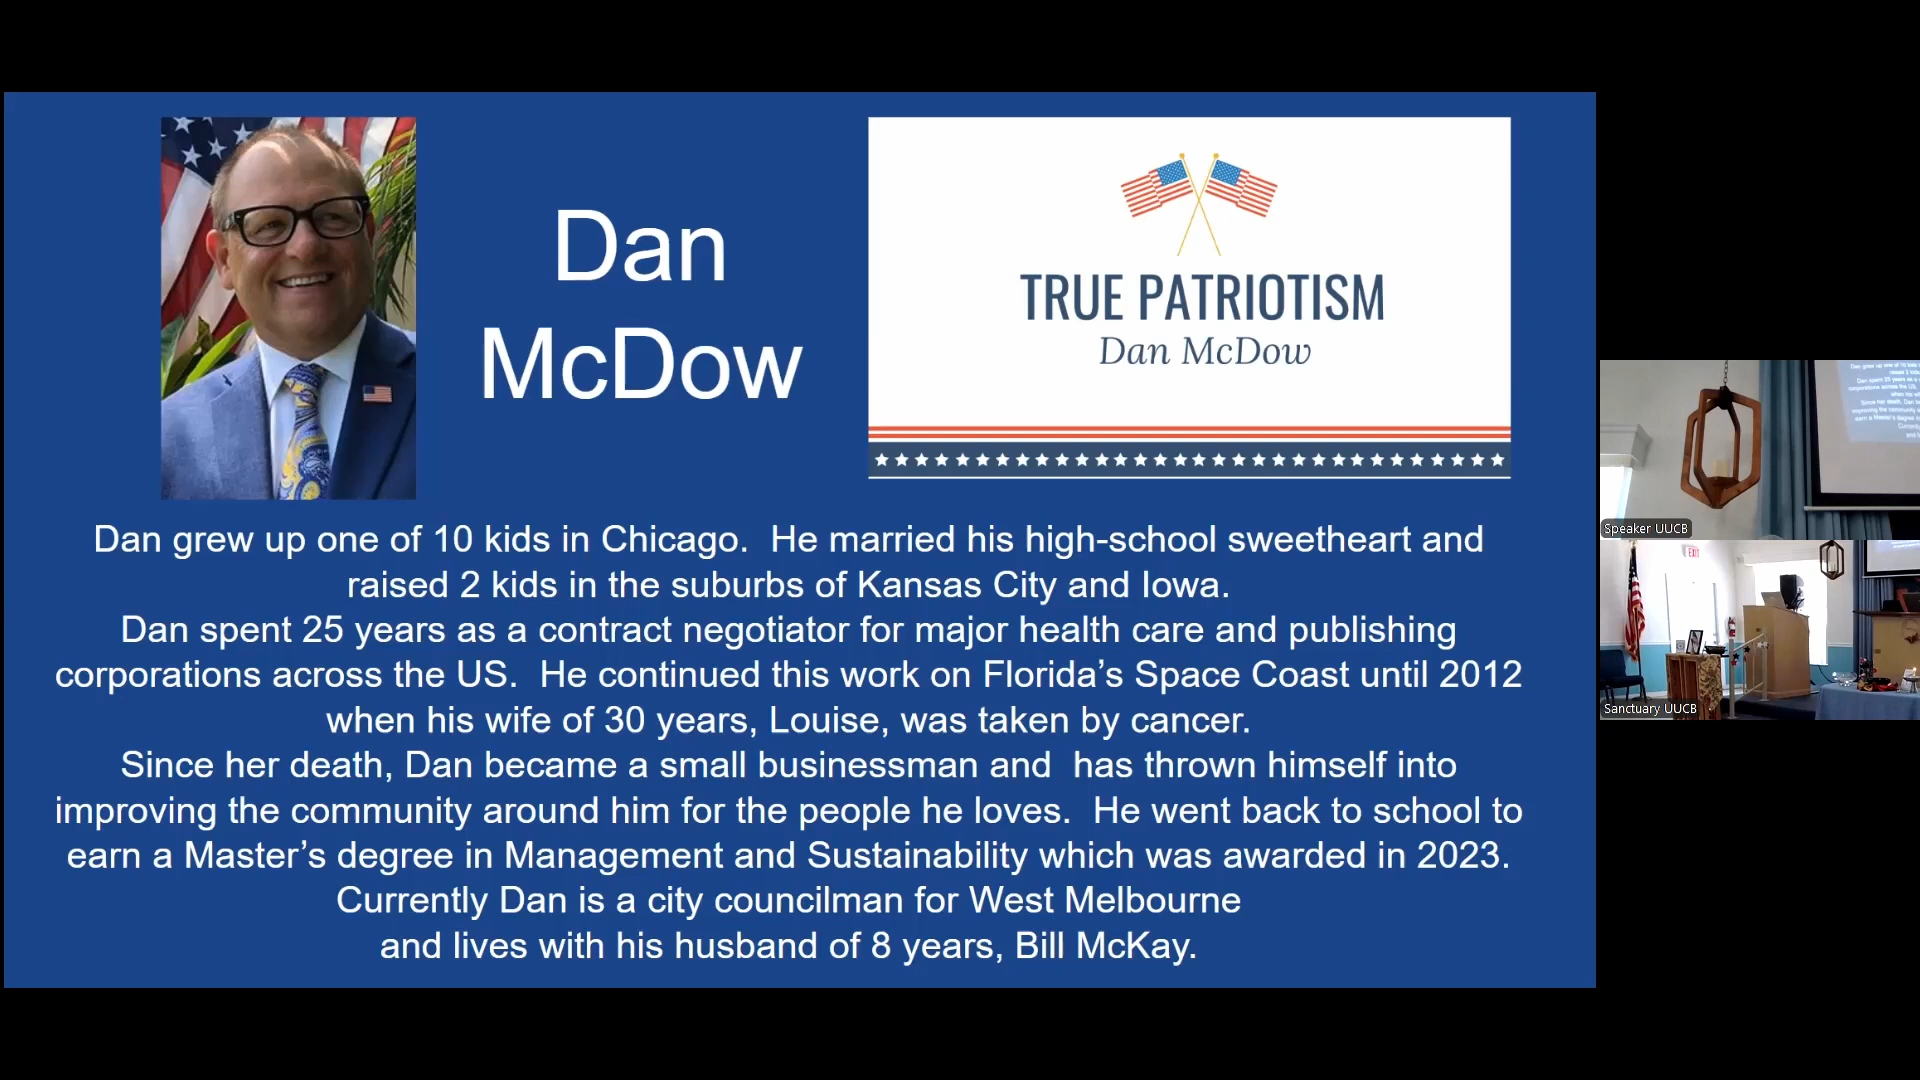 Dan
McDow
TRUE PATRIOTISM
Dan McDow
Dan grew up one of 10 kids in Chicago.  He married his high-school sweetheart and
raised 2 kids in the suburbs of Kansas City and Iowa.
Dan spent 25 years as a contract negotiator for major health care and publishing
corporations across the US.  He continued this work on Florida’s Space Coast until 2012
when his wife of 30 years, Louise, was taken by cancer.
Since her death, Dan became a small businessman and  has thrown himself into
improving the community around him for the people he loves.  He went back to school to
earn a Master’s degree in Management and Sustainability which was awarded in 2023.
Currently Dan is a city councilman for West Melbourne
and lives with his husband of 8 years, Bill McKay.
Speaker UUCB
EXIT
Sanctuary UUCB